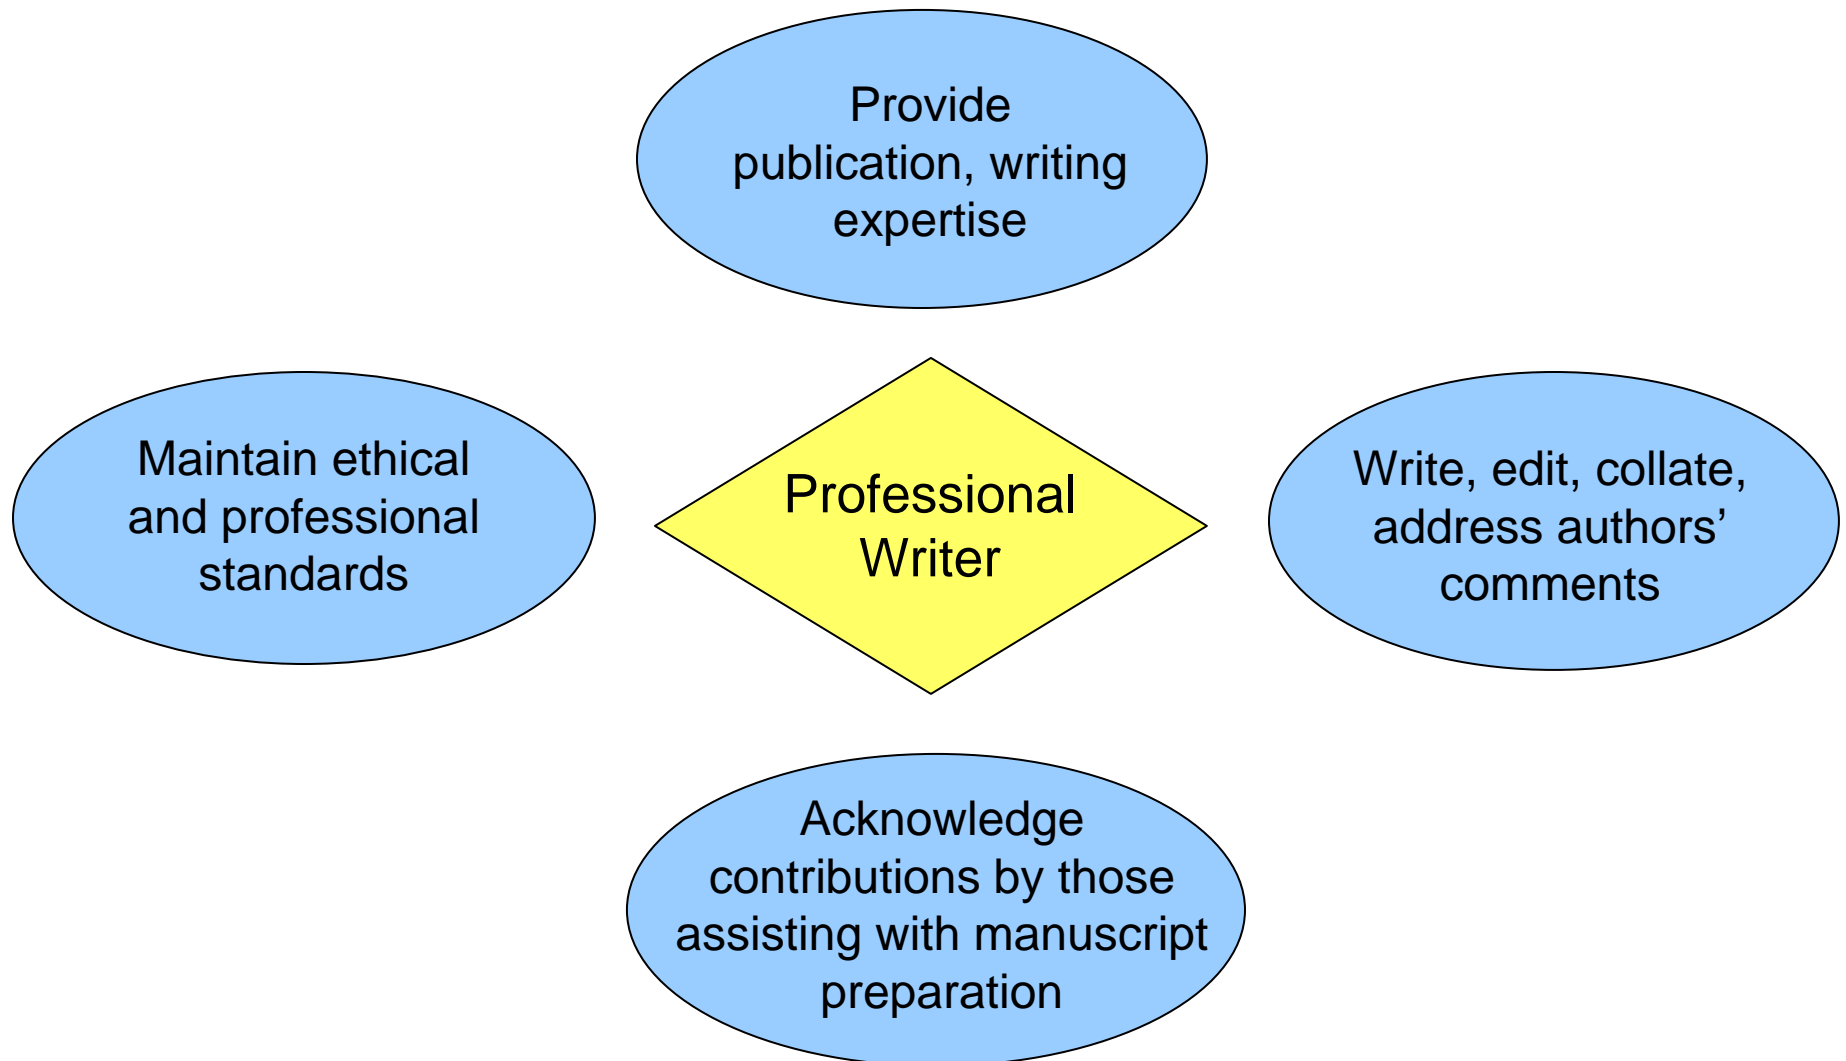 Provide
publication, writing
expertise
Maintain ethical
and professional
standards
Professional
Writer
Write, edit, collate,
address authors’
comments
Acknowledge
contributions by those
assisting with manuscript
preparation